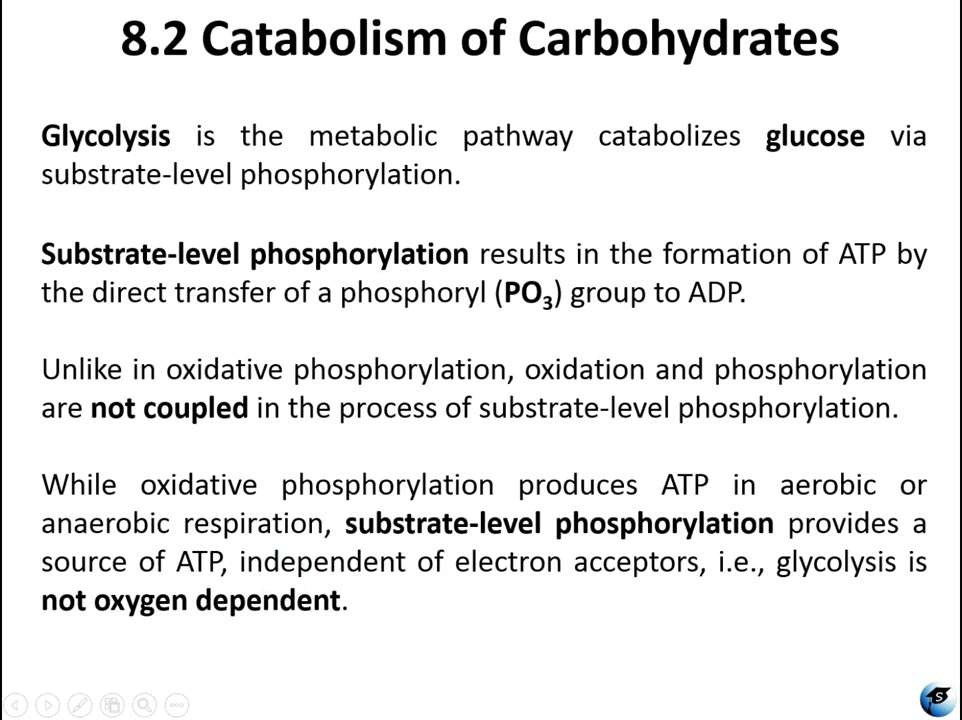 8.2 Catabolism of Carbohydrates
Glycolysis is the metabolic pathway catabolizes glucose via
substrate-level phosphorylation.
Substrate-level phosphorylation results in the formation of ATP by
the direct transfer of a phosphoryl (PO₃) group to ADP.
Unlike in oxidative phosphorylation, oxidation and phosphorylation
are not coupled in the process of substrate-level phosphorylation.
While oxidative phosphorylation produces ATP in aerobic or
anaerobic respiration, substrate-level phosphorylation provides a
source of ATP, independent of electron acceptors, i.e., glycolysis is
not oxygen dependent.
S